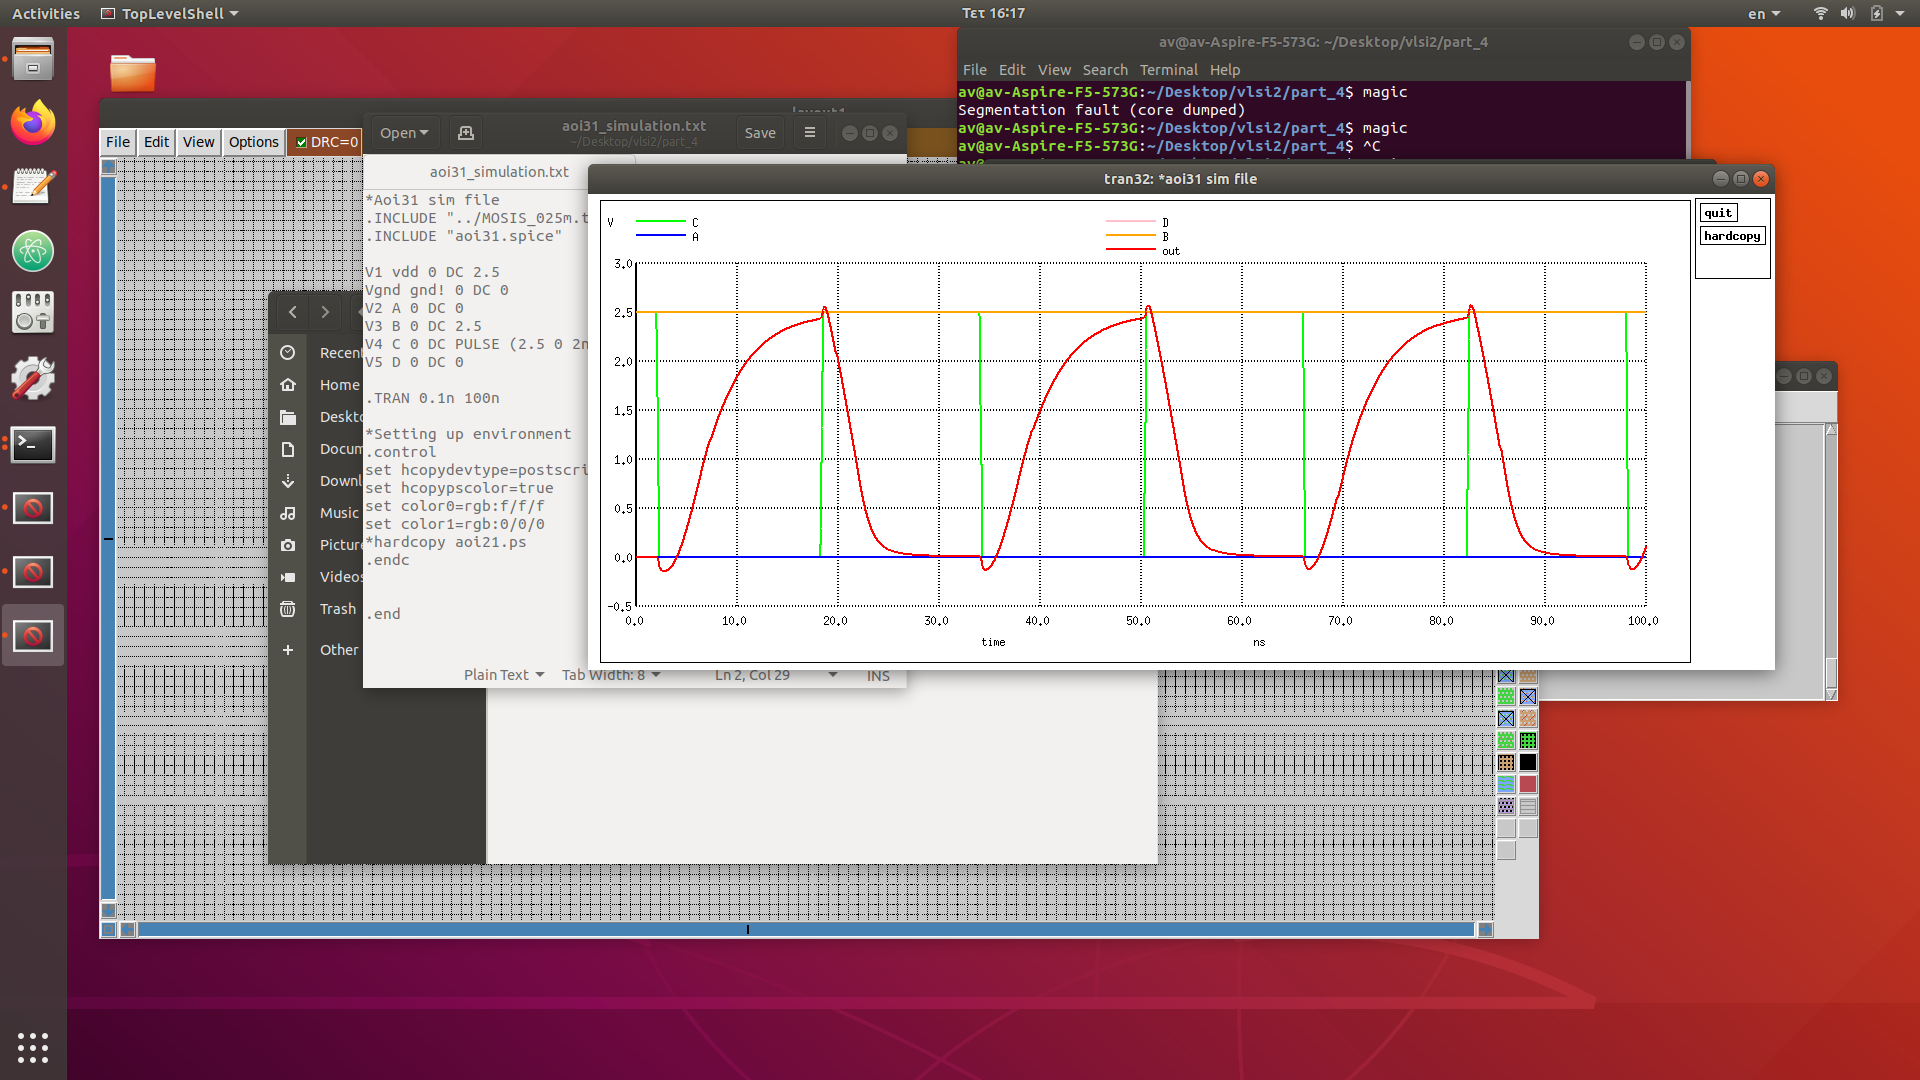 Activities
TopLevelShell
Τετ 16:17
en
av@av-Aspire-F5-573G: ~/Desktop/vlsi2/part_4
File Edit View Search Terminal Help
av@av-Aspire-F5-573G:~/Desktop/vlsi2/part_4$ magic
Segmentation fault (core dumped)
av@av-Aspire-F5-573G:~/Desktop/vlsi2/part_4$ magic
av@av-Aspire-F5-573G:~/Desktop/vlsi2/part_4$ ^C
File Edit View Options DRC=0
Open
aoi31_simulation.txt
~/Desktop/vlsi2/part_4
Save
aoi31_simulation.txt
*Aoi31 sim file
.INCLUDE "../MOSIS_025m.t
.INCLUDE "aoi31.spice"
V1 vdd 0 DC 2.5
Vgnd gnd! 0 DC 0
V2 A 0 DC 0
V3 B 0 DC 2.5
V4 C 0 DC PULSE (2.5 0 2n
V5 D 0 DC 0
.TRAN 0.1n 100n
*Setting up environment
.control
set hcopydevtype=postscri
set hcopypscolor=true
set color0=rgb:f/f/f
set color1=rgb:0/0/0
*hardcopy aoi21.ps
.endc
.end
Plain Text
Tab Width: 8
Ln 2, Col 29
INS
Recen
Home
Deskto
Docum
Downl
Music
Picture
Videos
Trash
Other
tran32: *aoi31 sim file
quit
hardcopy
V
C
A
D
B
out
3.0
2.5
2.0
1.5
1.0
0.5
0.0
-0.5
0.0 10.0 20.0 30.0 40.0 50.0 60.0 70.0 80.0 90.0 100.0
time
ns